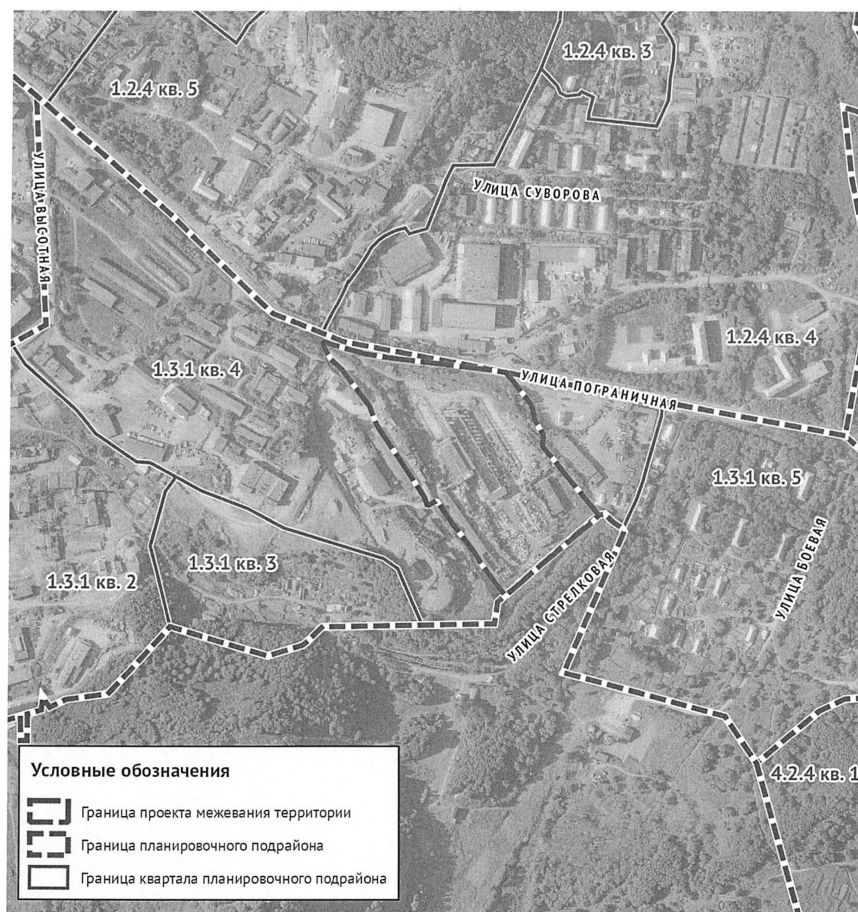 1.2.4 кв. 3
1.2.4 кв. 5
УЛИЦА ВЫСОТНАЯ
УЛИЦА СУВОРОВА
1.2.4 кв. 4
1.3.1 кв. 4
УЛИЦА ПОГРАНИЧНАЯ
1.3.1 кв. 5
1.3.1 кв. 3
1.3.1 кв. 2
УЛИЦА БОЕВАЯ
УЛИЦА СТРЕЛКОВАЯ
4.2.4 кв. 1
Условные обозначения
Граница проекта межевания территории
Граница планировочного подрайона
Граница квартала планировочного подрайона